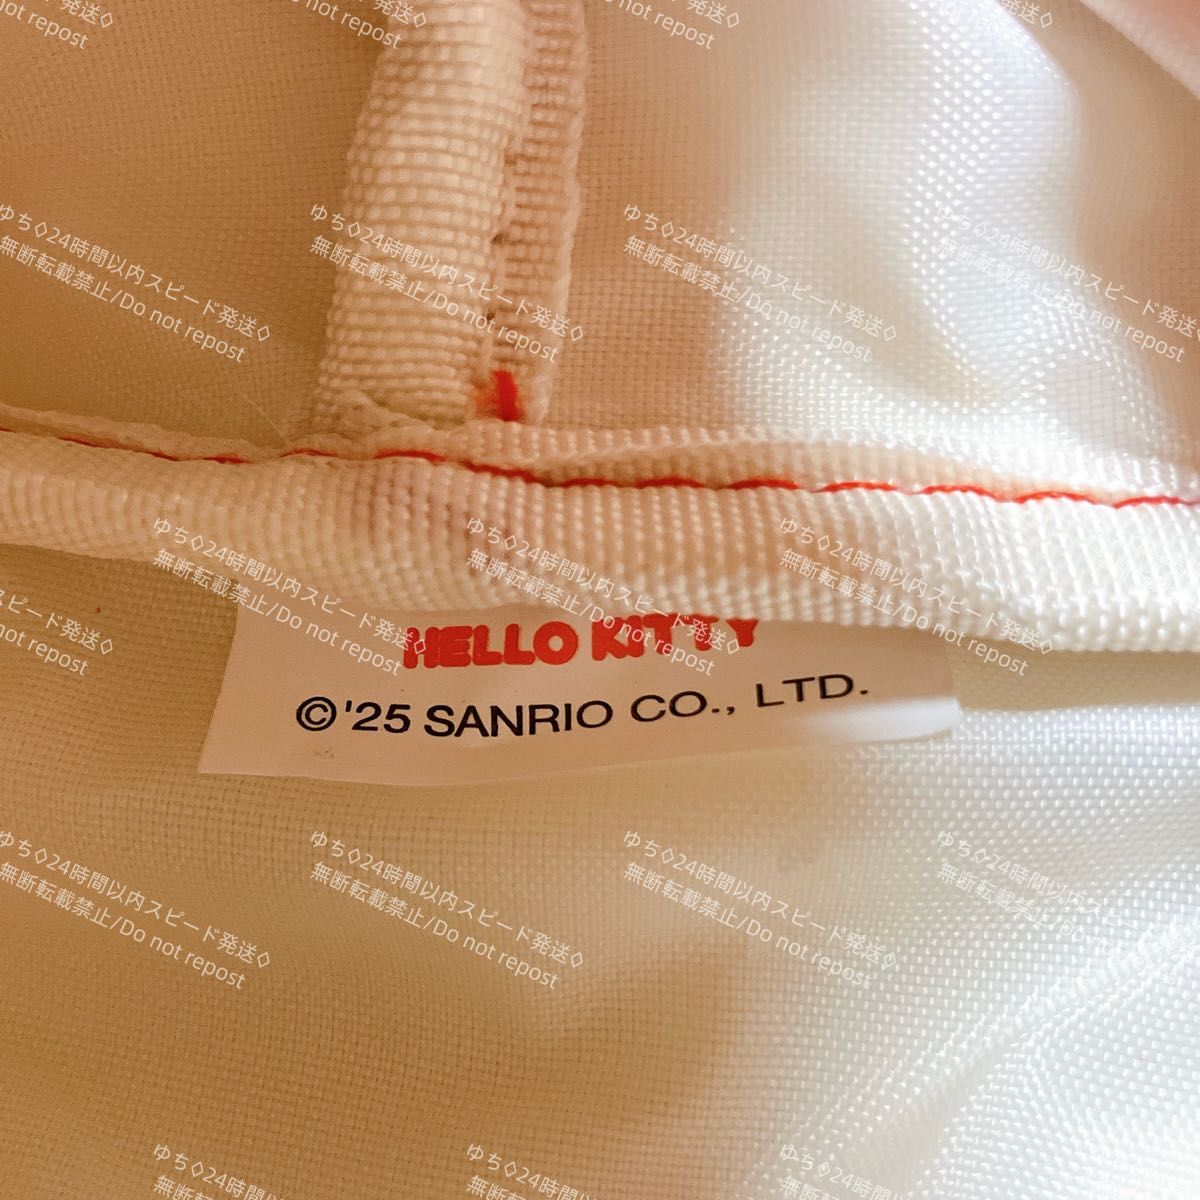 ゆち◇24時間以内スピード発送◇
無断転載禁止/Do not repost
HELLO KITTY
©'25 SANRIO CO., LTD.